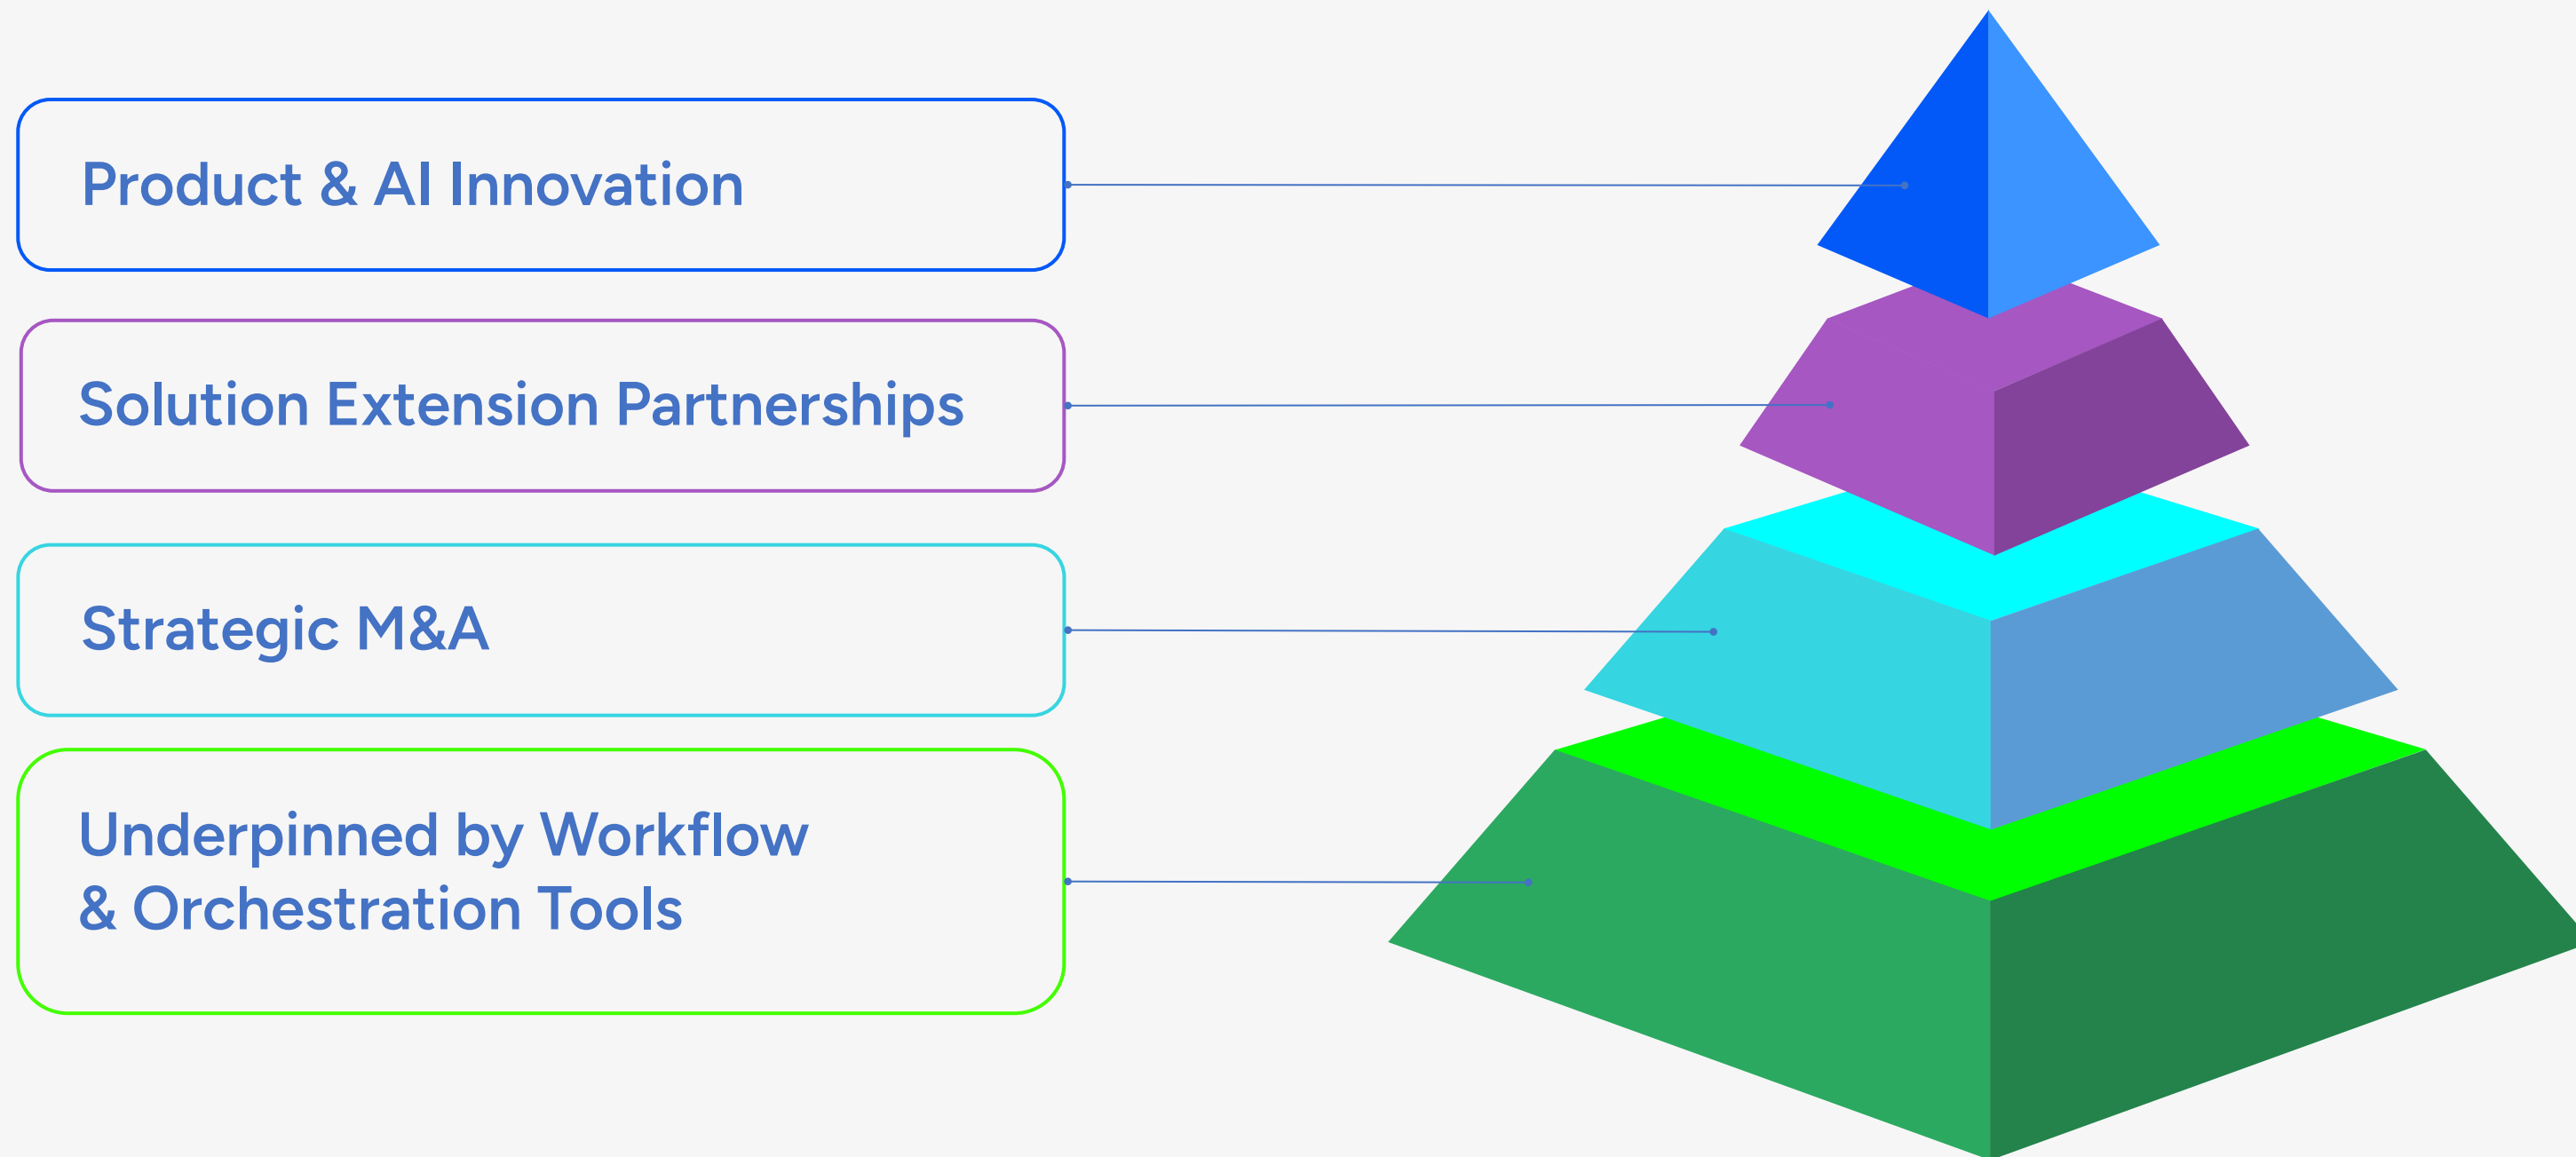 Product & AI Innovation
Solution Extension Partnerships
Strategic M&A
Underpinned by Workflow
& Orchestration Tools